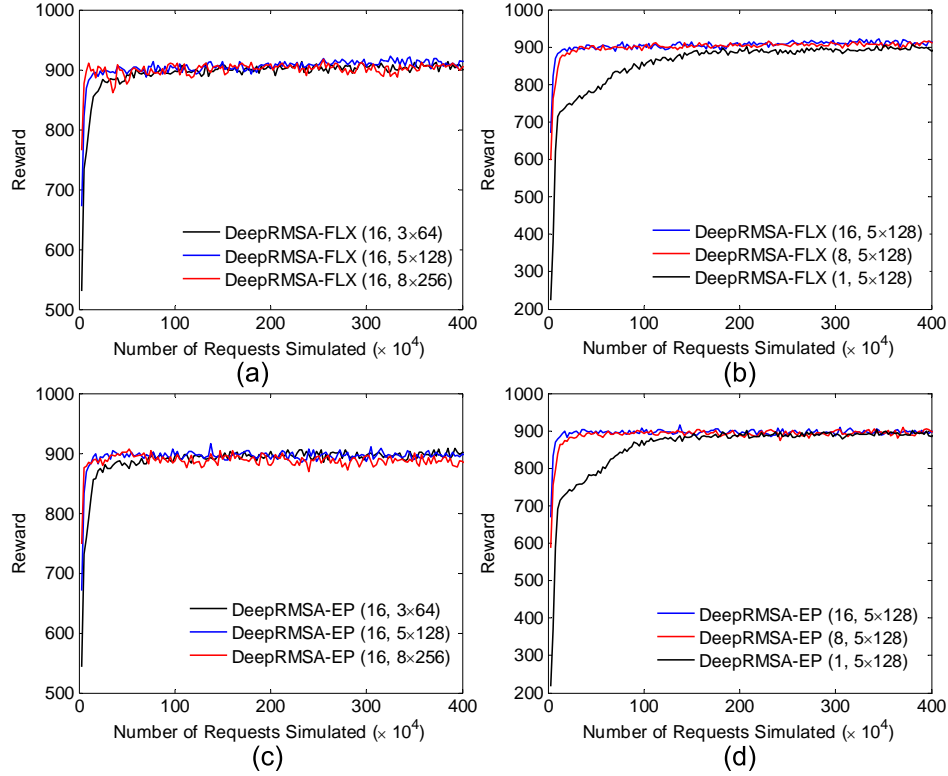 1000
900
800
700
600
500
Reward
DeepRMSA-FLX (16, 3×64)
DeepRMSA-FLX (16, 5×128)
DeepRMSA-FLX (16, 8×256)
0 100 200 300 400
Number of Requests Simulated (× 10⁴)
(a)
1000
900
800
700
600
500
400
300
200
Reward
DeepRMSA-FLX (16, 5×128)
DeepRMSA-FLX (8, 5×128)
DeepRMSA-FLX (1, 5×128)
0 100 200 300 400
Number of Requests Simulated (× 10⁴)
(b)
1000
900
800
700
600
500
Reward
DeepRMSA-EP (16, 3×64)
DeepRMSA-EP (16, 5×128)
DeepRMSA-EP (16, 8×256)
0 100 200 300 400
Number of Requests Simulated (× 10⁴)
(c)
1000
900
800
700
600
500
400
300
200
Reward
DeepRMSA-EP (16, 5×128)
DeepRMSA-EP (8, 5×128)
DeepRMSA-EP (1, 5×128)
0 100 200 300 400
Number of Requests Simulated (× 10⁴)
(d)